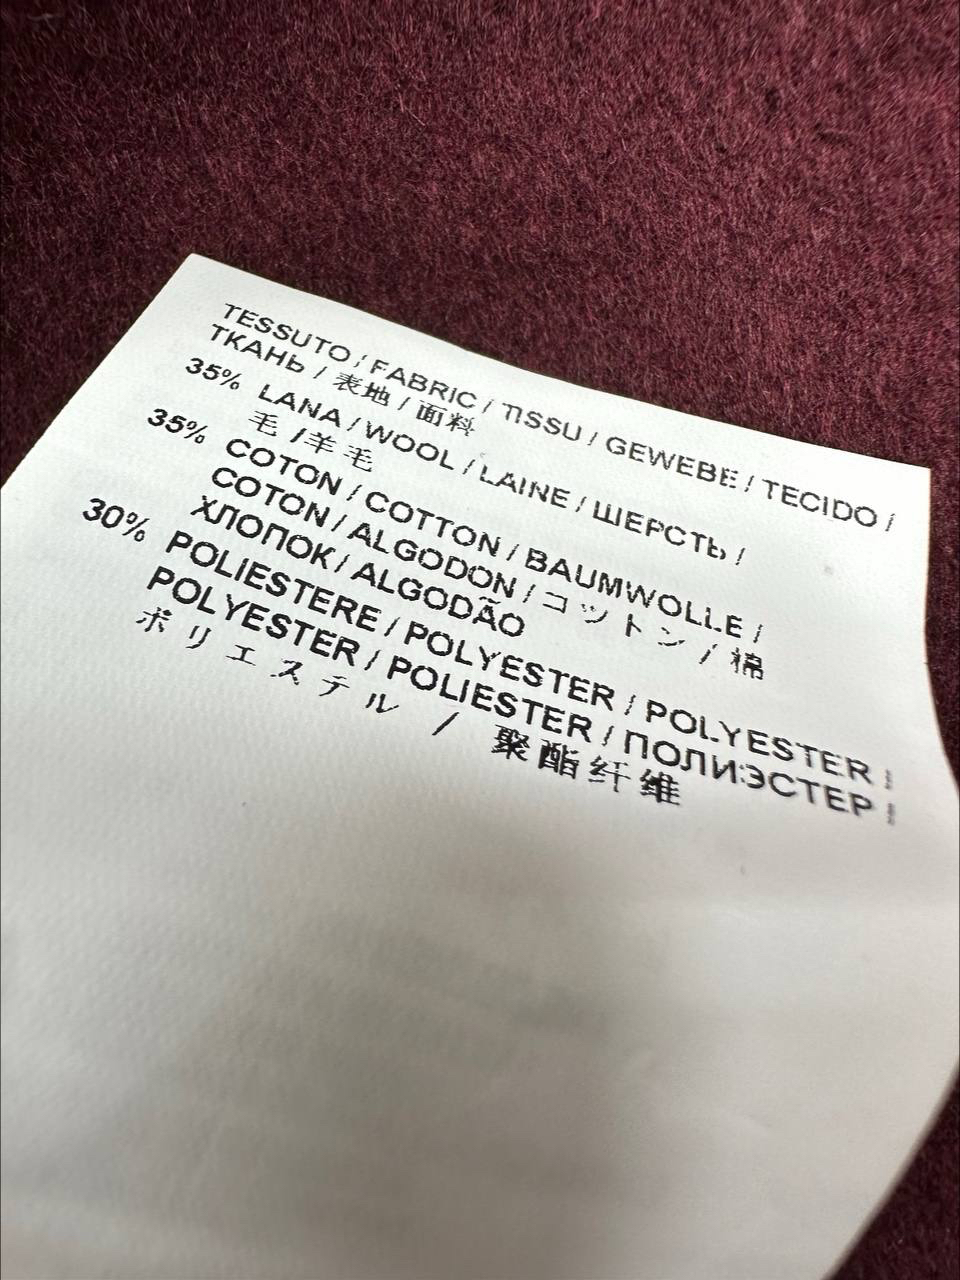 TESSUTO / FABRIC / TISSU / GEWEBE / TECIDO /
ТКАНЬ / 表地 / 面料
35% LANA / WOOL / LAINE / ШЕРСТЬ /
毛 / 羊毛
35% COTON / COTTON / BAUMWOLLE /
COTON / ALGODON / コットン / 棉
ХЛОПОК / ALGODÃO
30% POLIESTERE / POLYESTER / POLYESTER /
POLYESTER / POLIESTER / ПОЛИЭСТЕР /
ポリエステル / 聚酯纤维